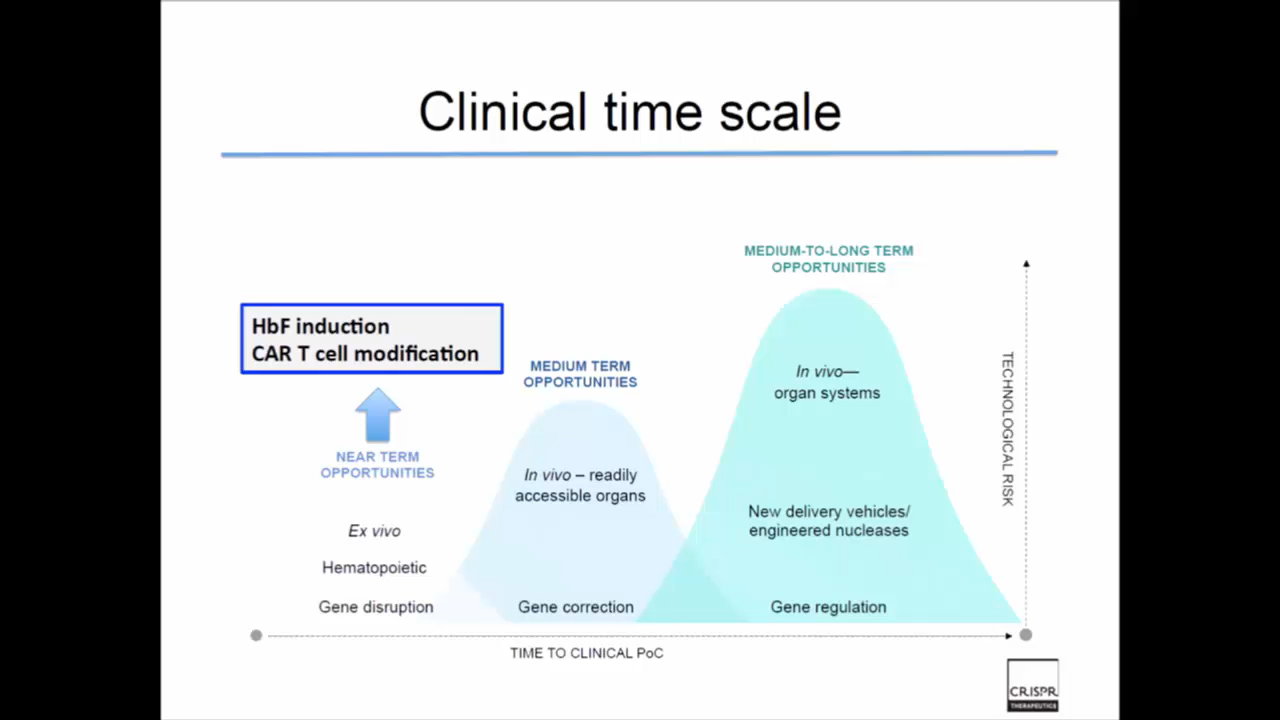 Clinical time scale
HbF induction
CAR T cell modification
NEAR TERM
OPPORTUNITIES
Ex vivo
Hematopoietic
Gene disruption
MEDIUM TERM
OPPORTUNITIES
In vivo – readily
accessible organs
Gene correction
MEDIUM-TO-LONG TERM
OPPORTUNITIES
In vivo—
organ systems
New delivery vehicles/
engineered nucleases
Gene regulation
TECHNOLOGICAL RISK
TIME TO CLINICAL PoC
CRISPR
THERAPEUTICS